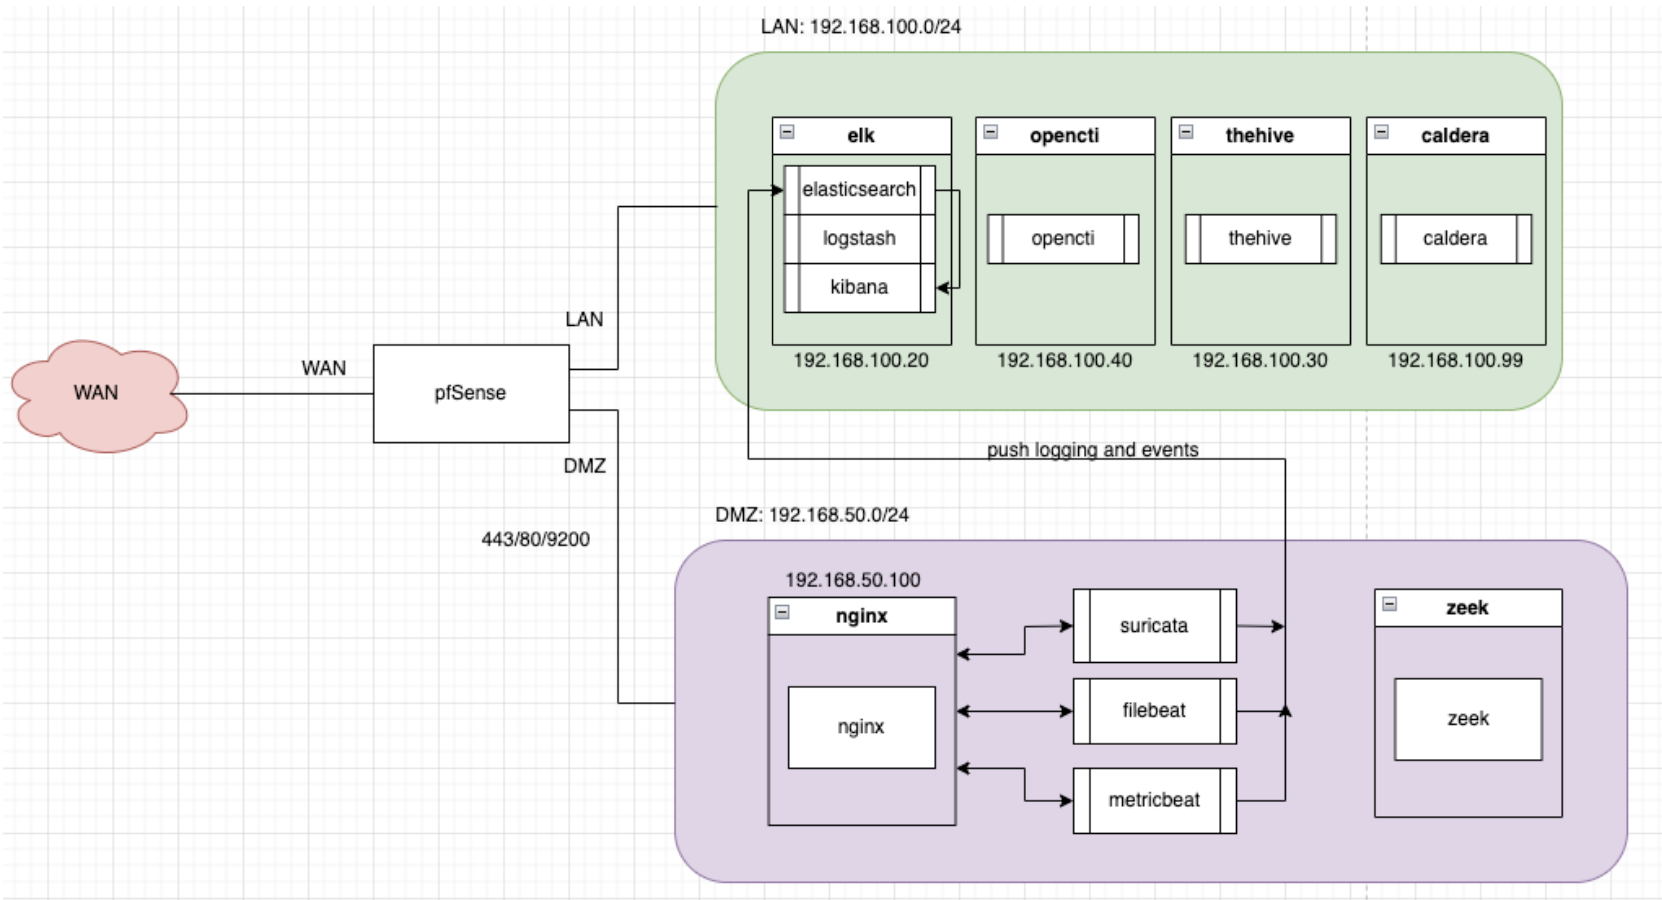 LAN: 192.168.100.0/24
elk
opencti
thehive
caldera
elasticsearch
logstash
kibana
opencti
thehive
caldera
192.168.100.20
192.168.100.40
192.168.100.30
192.168.100.99
LAN
WAN
WAN
pfSense
DMZ
443/80/9200
push logging and events
DMZ: 192.168.50.0/24
192.168.50.100
nginx
nginx
suricata
filebeat
metricbeat
zeek
zeek